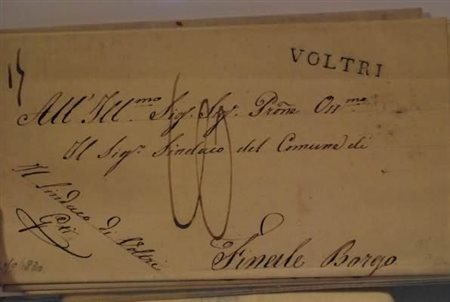 VOLTRI
All'Ill.mo Sig. Sig. Prõne Oss.mo
Il Sig.r Sindaco del Comune di
Finale Borgo
Il Sindaco di Voltri